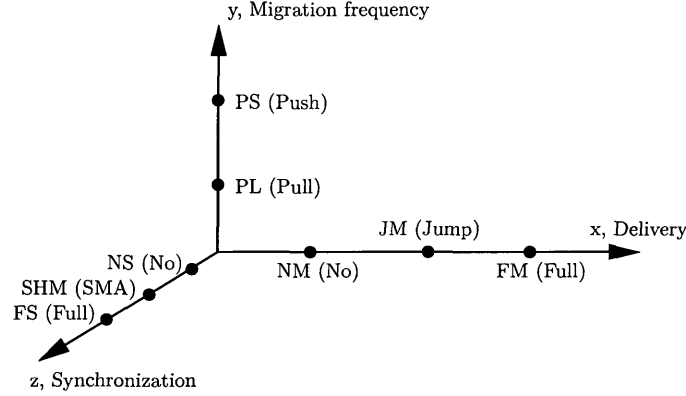 y, Migration frequency
PS (Push)
PL (Pull)
JM (Jump)
x, Delivery
NS (No)
NM (No)
FM (Full)
SHM (SMA)
FS (Full)
z, Synchronization